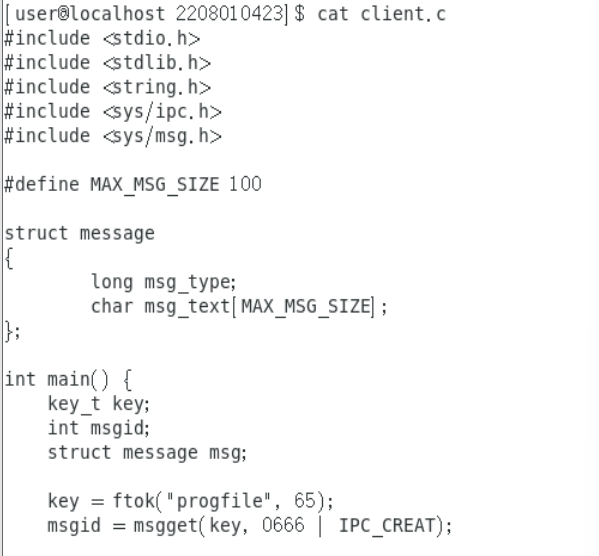 [user@localhost 2208010423]$ cat client.c
#include <stdio.h>
#include <stdlib.h>
#include <string.h>
#include <sys/ipc.h>
#include <sys/msg.h>
#define MAX_MSG_SIZE 100
struct message
{
long msg_type;
char msg_text[MAX_MSG_SIZE];
};
int main() {
key_t key;
int msgid;
struct message msg;
key = ftok("progfile", 65);
msgid = msgget(key, 0666 | IPC_CREAT);